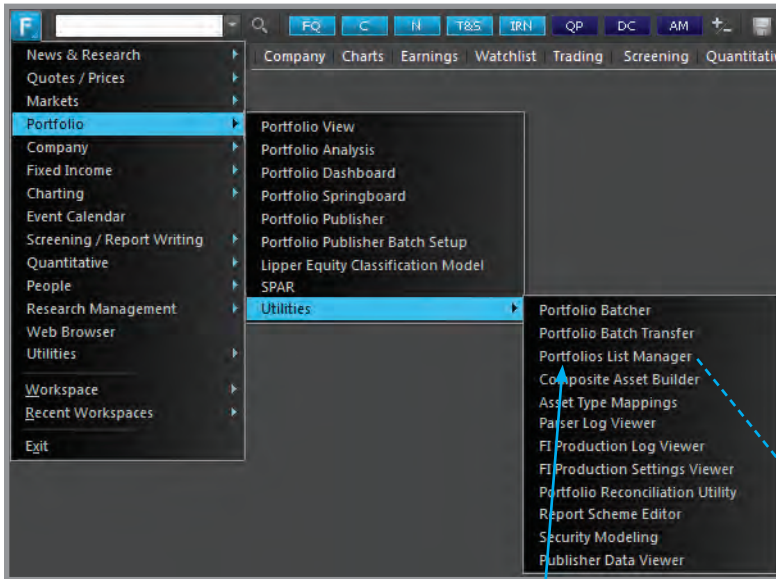 F FQ C N T&S IRN QP DC AM
Company Charts Earnings Watchlist Trading Screening
News & Research
Quotes / Prices
Markets
Portfolio
Company
Fixed Income
Charting
Event Calendar
Screening / Report Writing
Quantitative
People
Research Management
Web Browser
Utilities
Workspace
Recent Workspaces
Exit
Portfolio View
Portfolio Analysis
Portfolio Dashboard
Portfolio Springboard
Portfolio Publisher
Portfolio Publisher Batch Setup
Lipper Equity Classification Model
SPAR
Utilities
Portfolio Batcher
Portfolio Batch Transfer
Portfolios List Manager
Composite Asset Builder
Asset Type Mappings
Parser Log Viewer
FI Production Log Viewer
FI Production Settings Viewer
Portfolio Reconciliation Utility
Report Scheme Editor
Security Modeling
Publisher Data Viewer